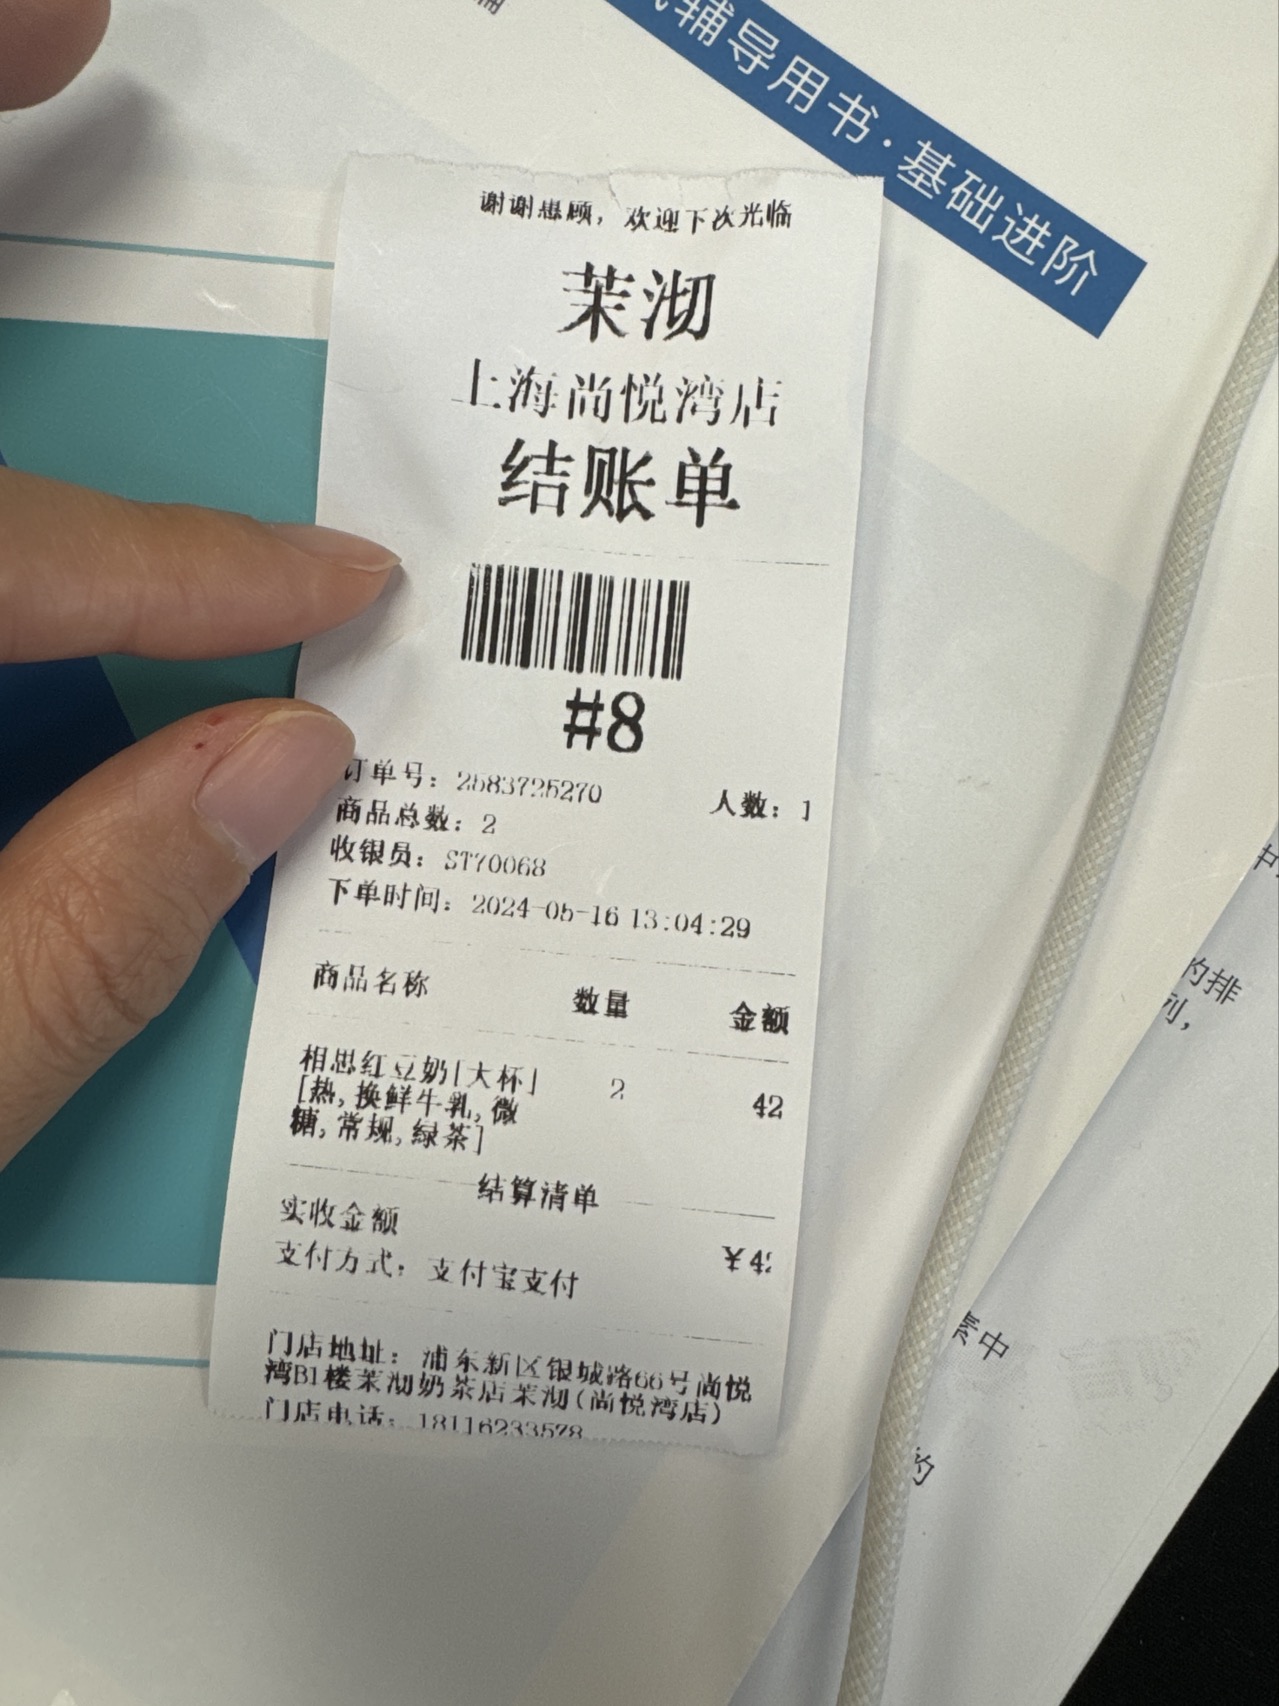 辅导用书·基础进阶
谢谢惠顾，欢迎下次光临
茉沏
上海尚悦湾店
结账单
#8
订单号：2583725270
人数：1
商品总数：2
收银员：ST70068
下单时间：2024-05-16 13:04:29
商品名称 数量 金额
相思红豆奶[大杯] 2 42
[热,换鲜牛乳,微
糖,常规,绿茶]
结算清单
实收金额 ¥4
支付方式：支付宝支付
门店地址：浦东新区银城路66号尚悦
湾B1楼茉沏奶茶店茉沏(尚悦湾店)
门店电话：18116233578
的排
列，
素中
的